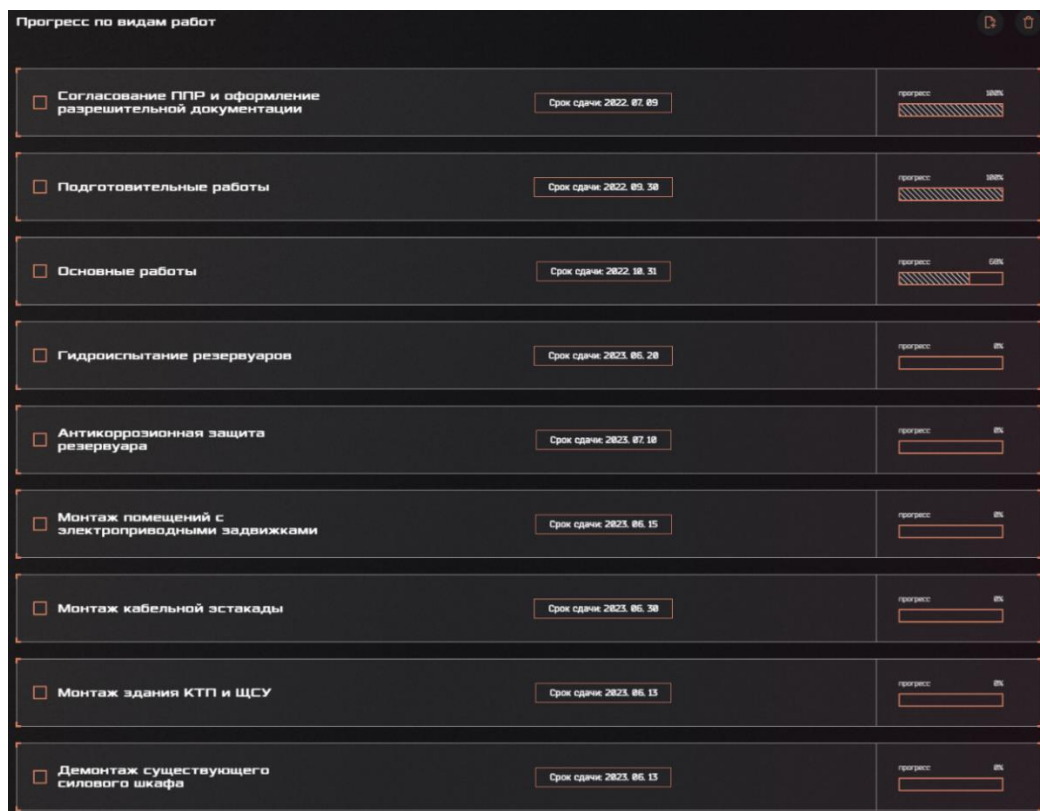 Прогресс по видам работ
Согласование ППР и оформление
разрешительной документации
Срок сдачи: 2022. 07. 09
прогресс 100%
Подготовительные работы
Срок сдачи: 2022. 09. 30
прогресс 100%
Основные работы
Срок сдачи: 2022. 10. 31
прогресс 68%
Гидроиспытание резервуаров
Срок сдачи: 2023. 06. 20
прогресс 0%
Антикоррозионная защита
резервуара
Срок сдачи: 2023. 07. 10
прогресс 0%
Монтаж помещений с
электроприводными задвижками
Срок сдачи: 2023. 06. 15
прогресс 0%
Монтаж кабельной эстакады
Срок сдачи: 2023. 06. 30
прогресс 0%
Монтаж здания КТП и ЩСУ
Срок сдачи: 2023. 06. 13
прогресс 0%
Демонтаж существующего
силового шкафа
Срок сдачи: 2023. 06. 13
прогресс 0%